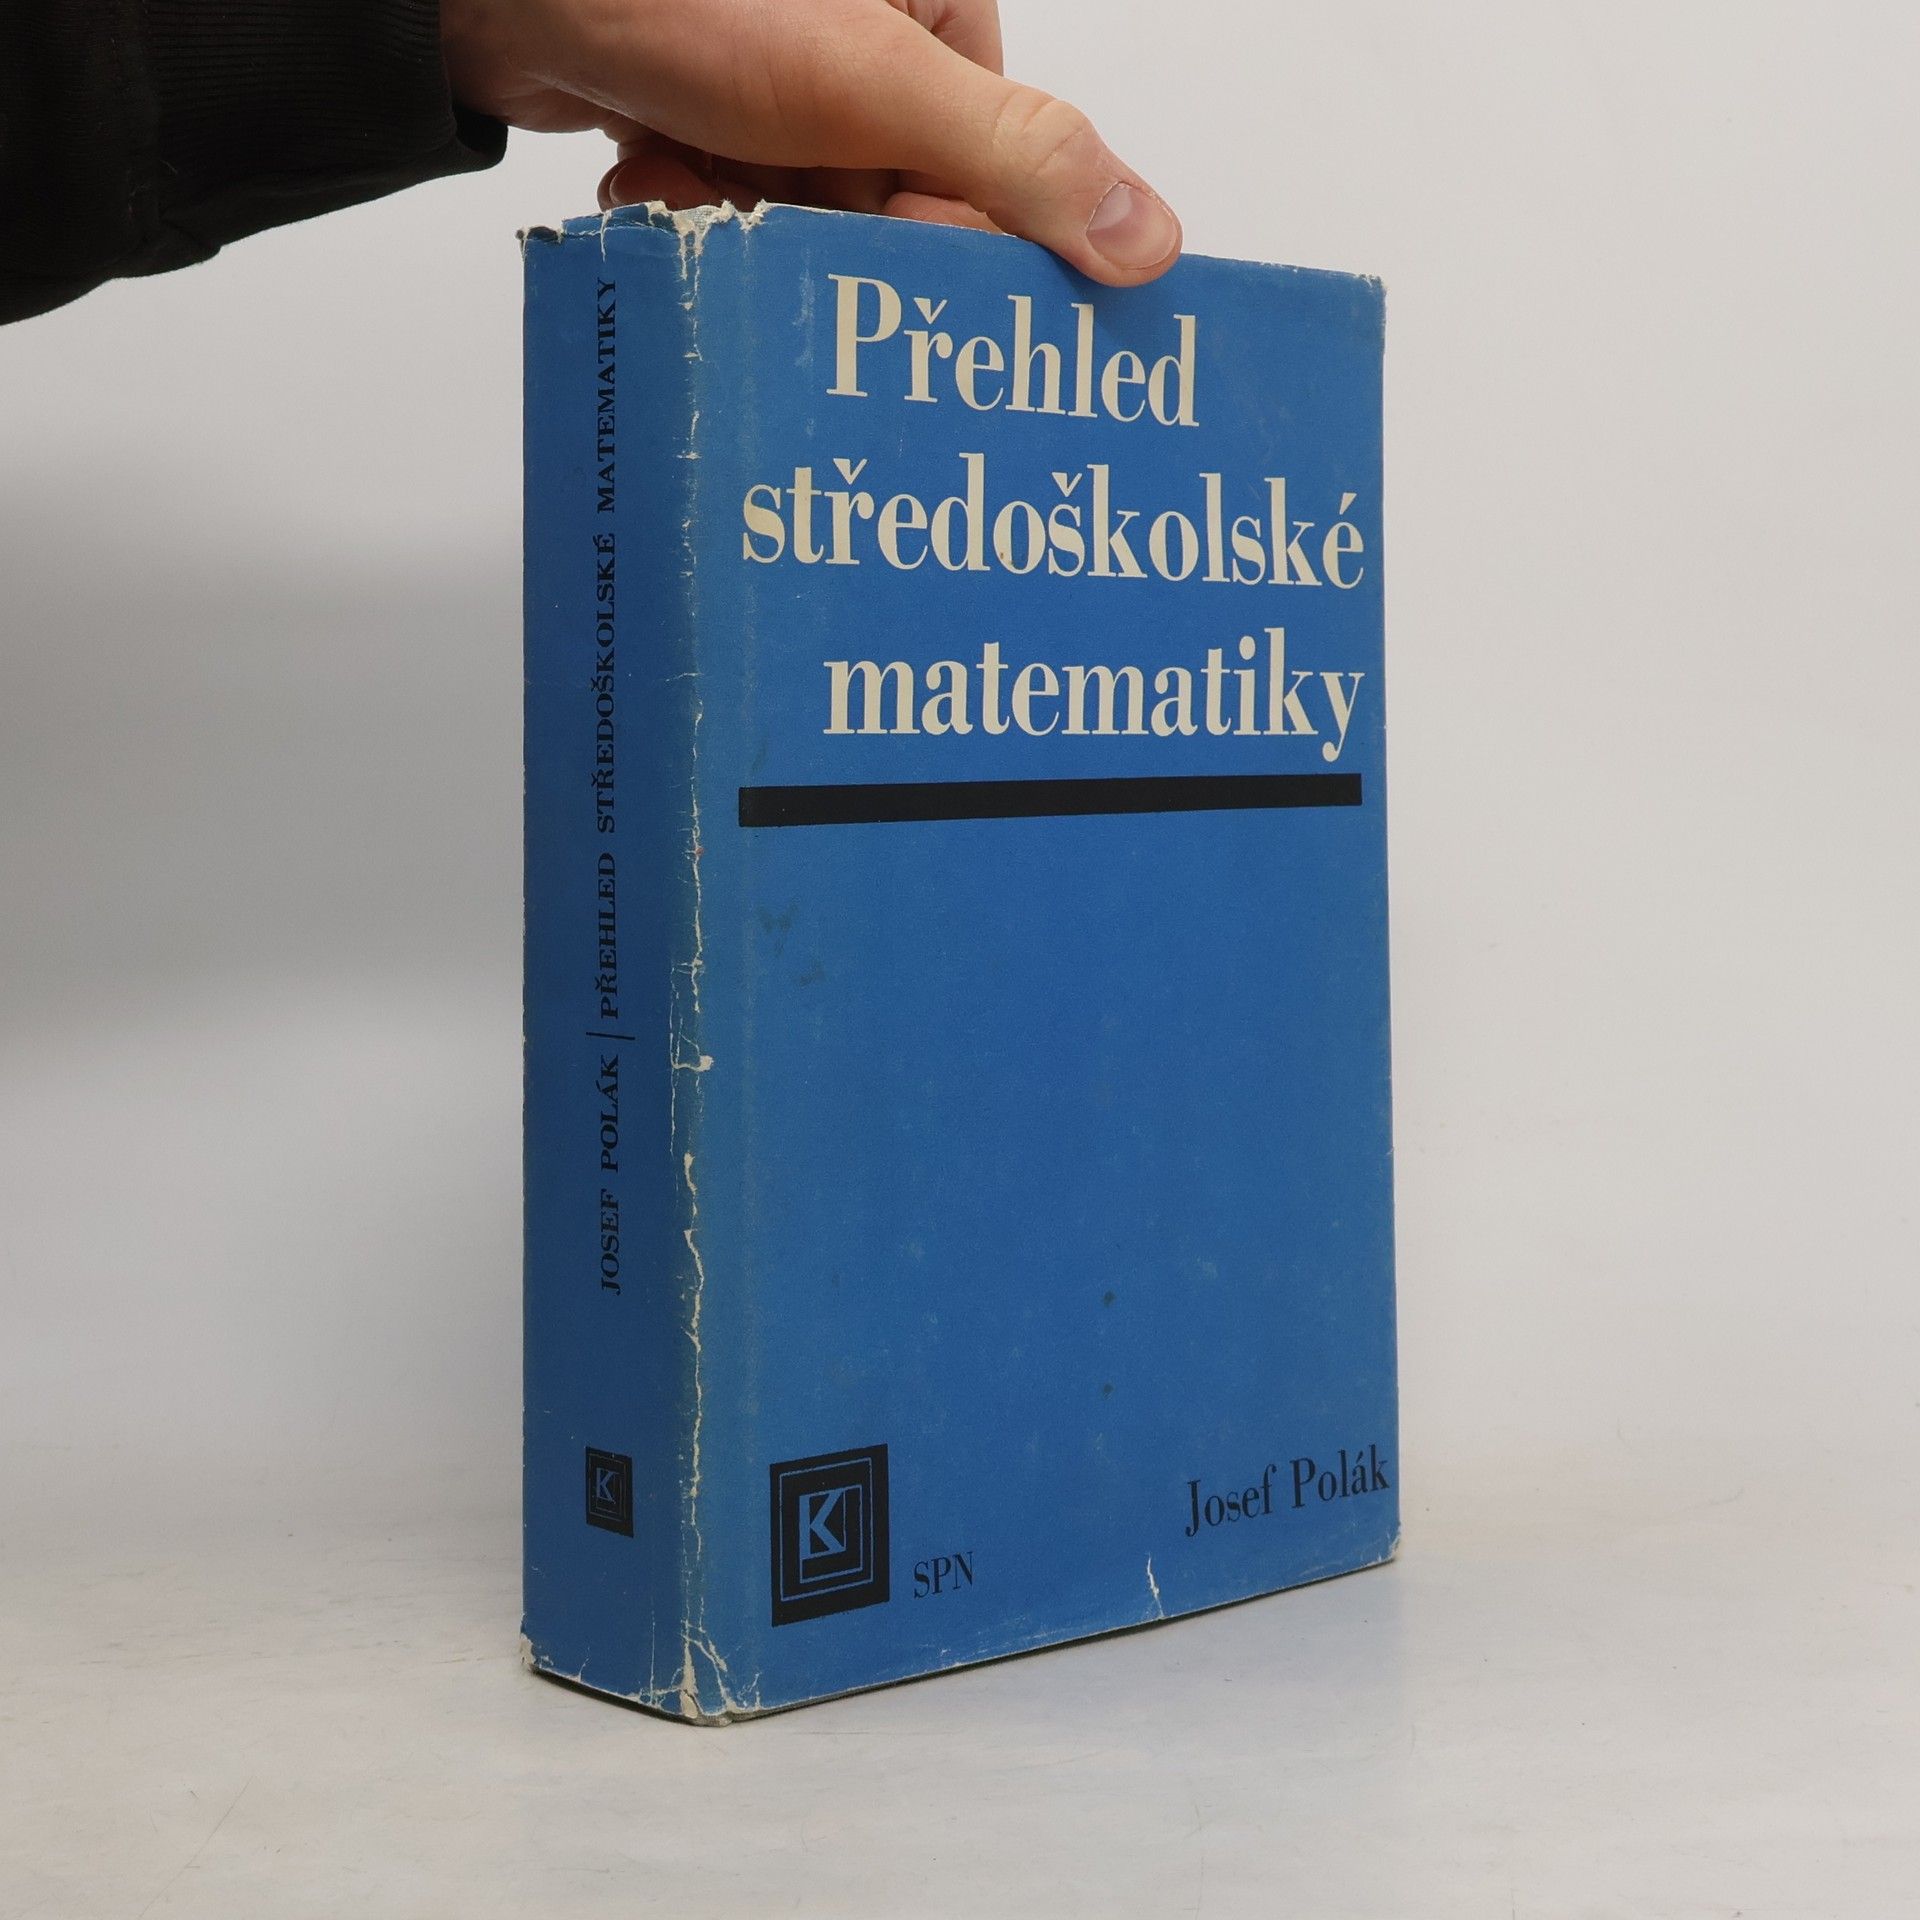 Přehled
středoškolské
matematiky
Josef Polák
K
SPN
JOSEF POLÁK | PŘEHLED STŘEDOŠKOLSKÉ MATEMATIKY
K